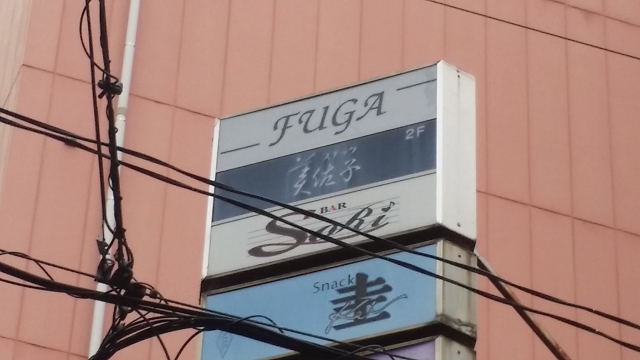 FUGA
2F
美佐子
BAR
Saki
Snack
圭